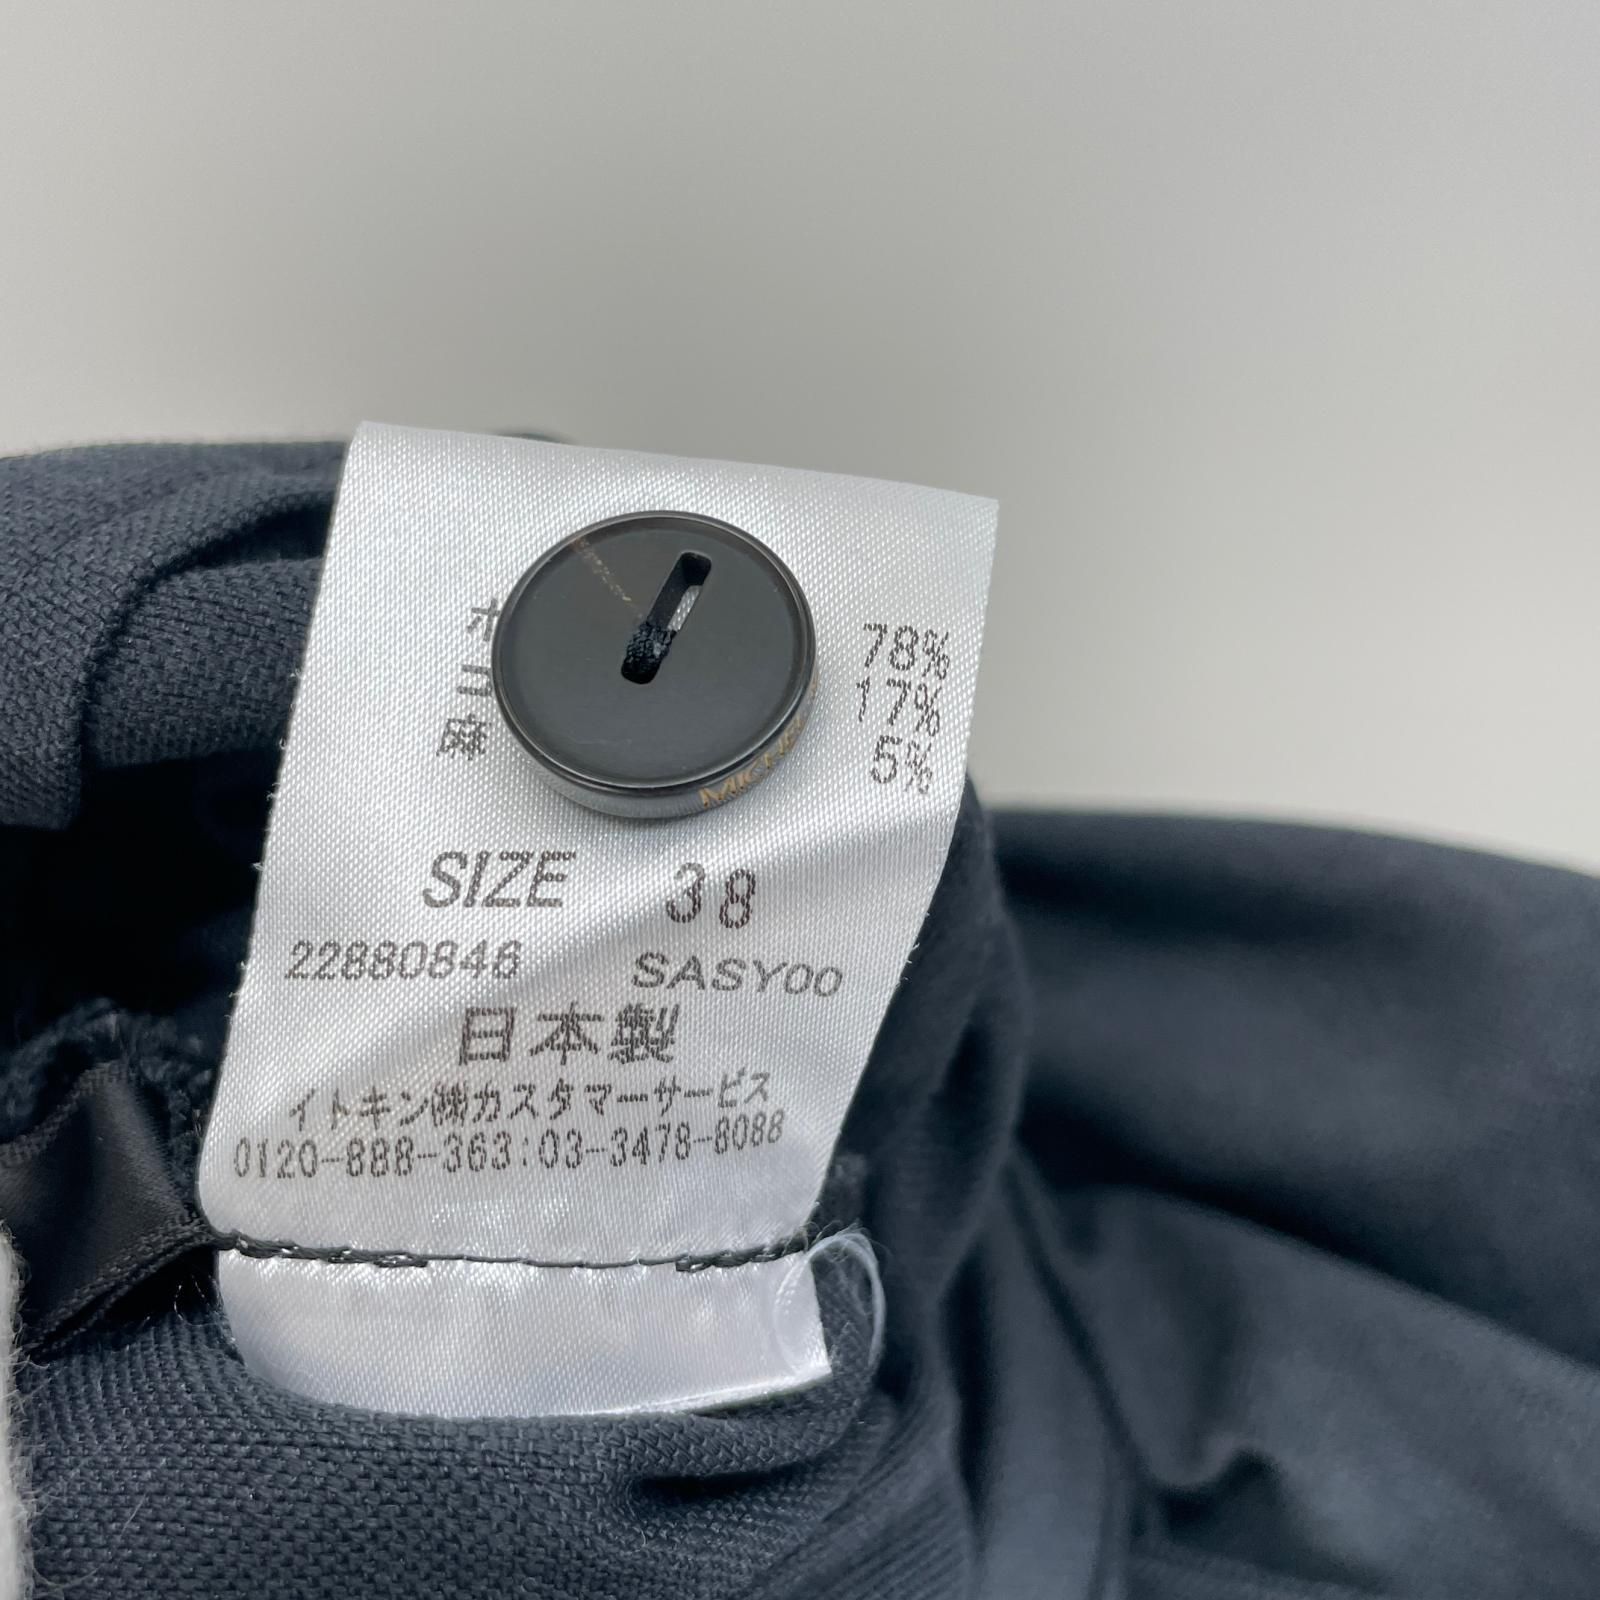 78%
17%
麻 5%
MICHEL
SIZE 38
22880846 SASY00
日本製
イトキン㈱カスタマーサービス
0120-888-363:03-3478-8088